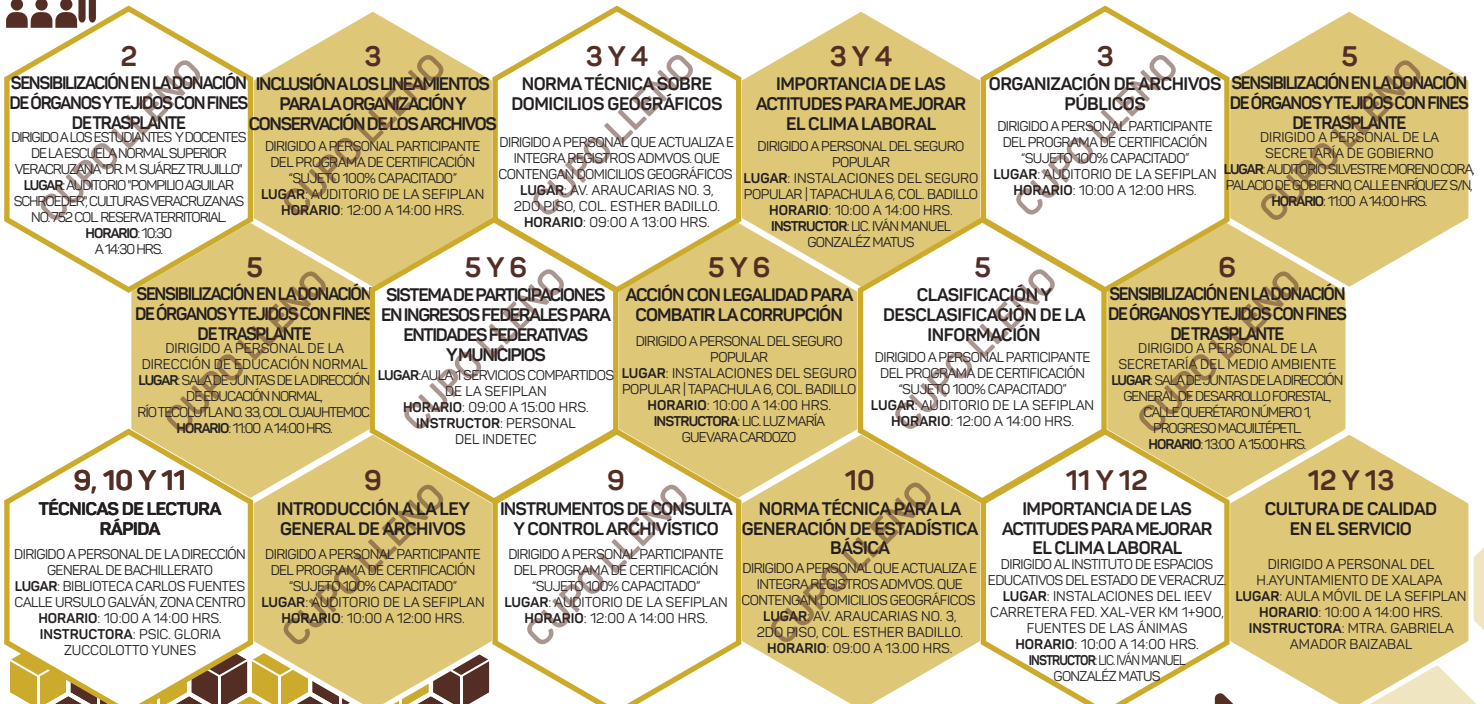 2
SENSIBILIZACIÓN EN LA DONACIÓN
DE ÓRGANOS Y TEJIDOS CON FINES
DE TRASPLANTE
DIRIGIDO A LOS ESTUDIANTES Y DOCENTES
DE LA ESCUELA NORMAL SUPERIOR
VERACRUZANA "DR. M. SUÁREZ TRUJILLO"
LUGAR: AUDITORIO "POMPILIO AGUILAR
SCHROEDER", CULTURAS VERACRUZANAS
NO. 752 COL. RESERVA TERRITORIAL
HORARIO: 10:30
A 14:30 HRS.
CUPO LLENO
3
INCLUSIÓN A LOS LINEAMIENTOS
PARA LA ORGANIZACIÓN Y
CONSERVACIÓN DE LOS ARCHIVOS
DIRIGIDO A PERSONAL PARTICIPANTE
DEL PROGRAMA DE CERTIFICACIÓN
"SUJETO 100% CAPACITADO"
LUGAR: AUDITORIO DE LA SEFIPLAN
HORARIO: 12:00 A 14:00 HRS.
CUPO LLENO
3 Y 4
NORMA TÉCNICA SOBRE
DOMICILIOS GEOGRÁFICOS
DIRIGIDO A PERSONAL QUE ACTUALIZA E
INTEGRA REGISTROS ADMVOS. QUE
CONTENGAN DOMICILIOS GEOGRÁFICOS
LUGAR: AV. ARAUCARIAS NO. 3,
2DO PISO, COL. ESTHER BADILLO.
HORARIO: 09:00 A 13:00 HRS.
CUPO LLENO
3 Y 4
IMPORTANCIA DE LAS
ACTITUDES PARA MEJORAR
EL CLIMA LABORAL
DIRIGIDO A PERSONAL DEL SEGURO
POPULAR
LUGAR: INSTALACIONES DEL SEGURO
POPULAR | TAPACHULA 6, COL. BADILLO
HORARIO: 10:00 A 14:00 HRS.
INSTRUCTOR: LIC. IVÁN MANUEL
GONZALÉZ MATUS
CUPO LLENO
3
ORGANIZACIÓN DE ARCHIVOS
PÚBLICOS
DIRIGIDO A PERSONAL PARTICIPANTE
DEL PROGRAMA DE CERTIFICACIÓN
"SUJETO 100% CAPACITADO"
LUGAR: AUDITORIO DE LA SEFIPLAN
HORARIO: 10:00 A 12:00 HRS.
CUPO LLENO
5
SENSIBILIZACIÓN EN LA DONACIÓN
DE ÓRGANOS Y TEJIDOS CON FINES
DE TRASPLANTE
DIRIGIDO A PERSONAL DE LA
SECRETARÍA DE GOBIERNO
LUGAR: AUDITORIO SILVESTRE MORENO CORA,
PALACIO DE GOBIERNO, CALLE ENRÍQUEZ S/N,
HORARIO: 11:00 A 14:00 HRS.
CUPO LLENO
5
SENSIBILIZACIÓN EN LA DONACIÓN
DE ÓRGANOS Y TEJIDOS CON FINES
DE TRASPLANTE
DIRIGIDO A PERSONAL DE LA
DIRECCIÓN DE EDUCACIÓN NORMAL
LUGAR: SALA DE JUNTAS DE LA DIRECCIÓN
DE EDUCACIÓN NORMAL,
RÍO TECOLUTLA NO. 33, COL. CUAUHTEMOC
HORARIO: 11:00 A 14:00 HRS.
CUPO LLENO
5 Y 6
SISTEMA DE PARTICIPACIONES
EN INGRESOS FEDERALES PARA
ENTIDADES FEDERATIVAS
Y MUNICIPIOS
LUGAR: AULA 1 SERVICIOS COMPARTIDOS
DE LA SEFIPLAN
HORARIO: 09:00 A 15:00 HRS.
INSTRUCTOR: PERSONAL
DEL INDETEC
CUPO LLENO
5 Y 6
ACCIÓN CON LEGALIDAD PARA
COMBATIR LA CORRUPCIÓN
DIRIGIDO A PERSONAL DEL SEGURO
POPULAR
LUGAR: INSTALACIONES DEL SEGURO
POPULAR | TAPACHULA 6, COL. BADILLO
HORARIO: 10:00 A 14:00 HRS.
INSTRUCTORA: LIC. LUZ MARÍA
GUEVARA CARDOZO
CUPO LLENO
5
CLASIFICACIÓN Y
DESCLASIFICACIÓN DE LA
INFORMACIÓN
DIRIGIDO A PERSONAL PARTICIPANTE
DEL PROGRAMA DE CERTIFICACIÓN
"SUJETO 100% CAPACITADO"
LUGAR: AUDITORIO DE LA SEFIPLAN
HORARIO: 12:00 A 14:00 HRS.
CUPO LLENO
6
SENSIBILIZACIÓN EN LA DONACIÓN
DE ÓRGANOS Y TEJIDOS CON FINES
DE TRASPLANTE
DIRIGIDO A PERSONAL DE LA
SECRETARÍA DEL MEDIO AMBIENTE
LUGAR: SALA DE JUNTAS DE LA DIRECCIÓN
GENERAL DE DESARROLLO FORESTAL,
CALLE QUERÉTARO NÚMERO 1,
PROGRESO MACUILTÉPETL.
HORARIO: 13:00 A 15:00 HRS.
CUPO LLENO
9, 10 Y 11
TÉCNICAS DE LECTURA
RÁPIDA
DIRIGIDO A PERSONAL DE LA DIRECCIÓN
GENERAL DE BACHILLERATO
LUGAR: BIBLIOTECA CARLOS FUENTES
CALLE URSULO GALVÁN, ZONA CENTRO
HORARIO: 10:00 A 14:00 HRS.
INSTRUCTORA: PSIC. GLORIA
ZUCCOLOTTO YUNES
9
INTRODUCCIÓN A LA LEY
GENERAL DE ARCHIVOS
DIRIGIDO A PERSONAL PARTICIPANTE
DEL PROGRAMA DE CERTIFICACIÓN
"SUJETO 100% CAPACITADO"
LUGAR: AUDITORIO DE LA SEFIPLAN
HORARIO: 10:00 A 12:00 HRS.
CUPO LLENO
9
INSTRUMENTOS DE CONSULTA
Y CONTROL ARCHIVÍSTICO
DIRIGIDO A PERSONAL PARTICIPANTE
DEL PROGRAMA DE CERTIFICACIÓN
"SUJETO 100% CAPACITADO"
LUGAR: AUDITORIO DE LA SEFIPLAN
HORARIO: 12:00 A 14:00 HRS.
CUPO LLENO
10
NORMA TÉCNICA PARA LA
GENERACIÓN DE ESTADÍSTICA
BÁSICA
DIRIGIDO A PERSONAL QUE ACTUALIZA E
INTEGRA REGISTROS ADMVOS. QUE
CONTENGAN DOMICILIOS GEOGRÁFICOS
LUGAR: AV. ARAUCARIAS NO. 3,
2DO PISO, COL. ESTHER BADILLO.
HORARIO: 09:00 A 13.00 HRS.
CUPO LLENO
11 Y 12
IMPORTANCIA DE LAS
ACTITUDES PARA MEJORAR
EL CLIMA LABORAL
DIRIGIDO AL INSTITUTO DE ESPACIOS
EDUCATIVOS DEL ESTADO DE VERACRUZ.
LUGAR: INSTALACIONES DEL IEEV
CARRETERA FED. XAL-VER KM 1+900,
FUENTES DE LAS ÁNIMAS
HORARIO: 10:00 A 14:00 HRS.
INSTRUCTOR: LIC. IVÁN MANUEL
GONZALÉZ MATUS
12 Y 13
CULTURA DE CALIDAD
EN EL SERVICIO
DIRIGIDO A PERSONAL DEL
H.AYUNTAMIENTO DE XALAPA
LUGAR: AULA MÓVIL DE LA SEFIPLAN
HORARIO: 10:00 A 14:00 HRS.
INSTRUCTORA: MTRA. GABRIELA
AMADOR BAIZABAL